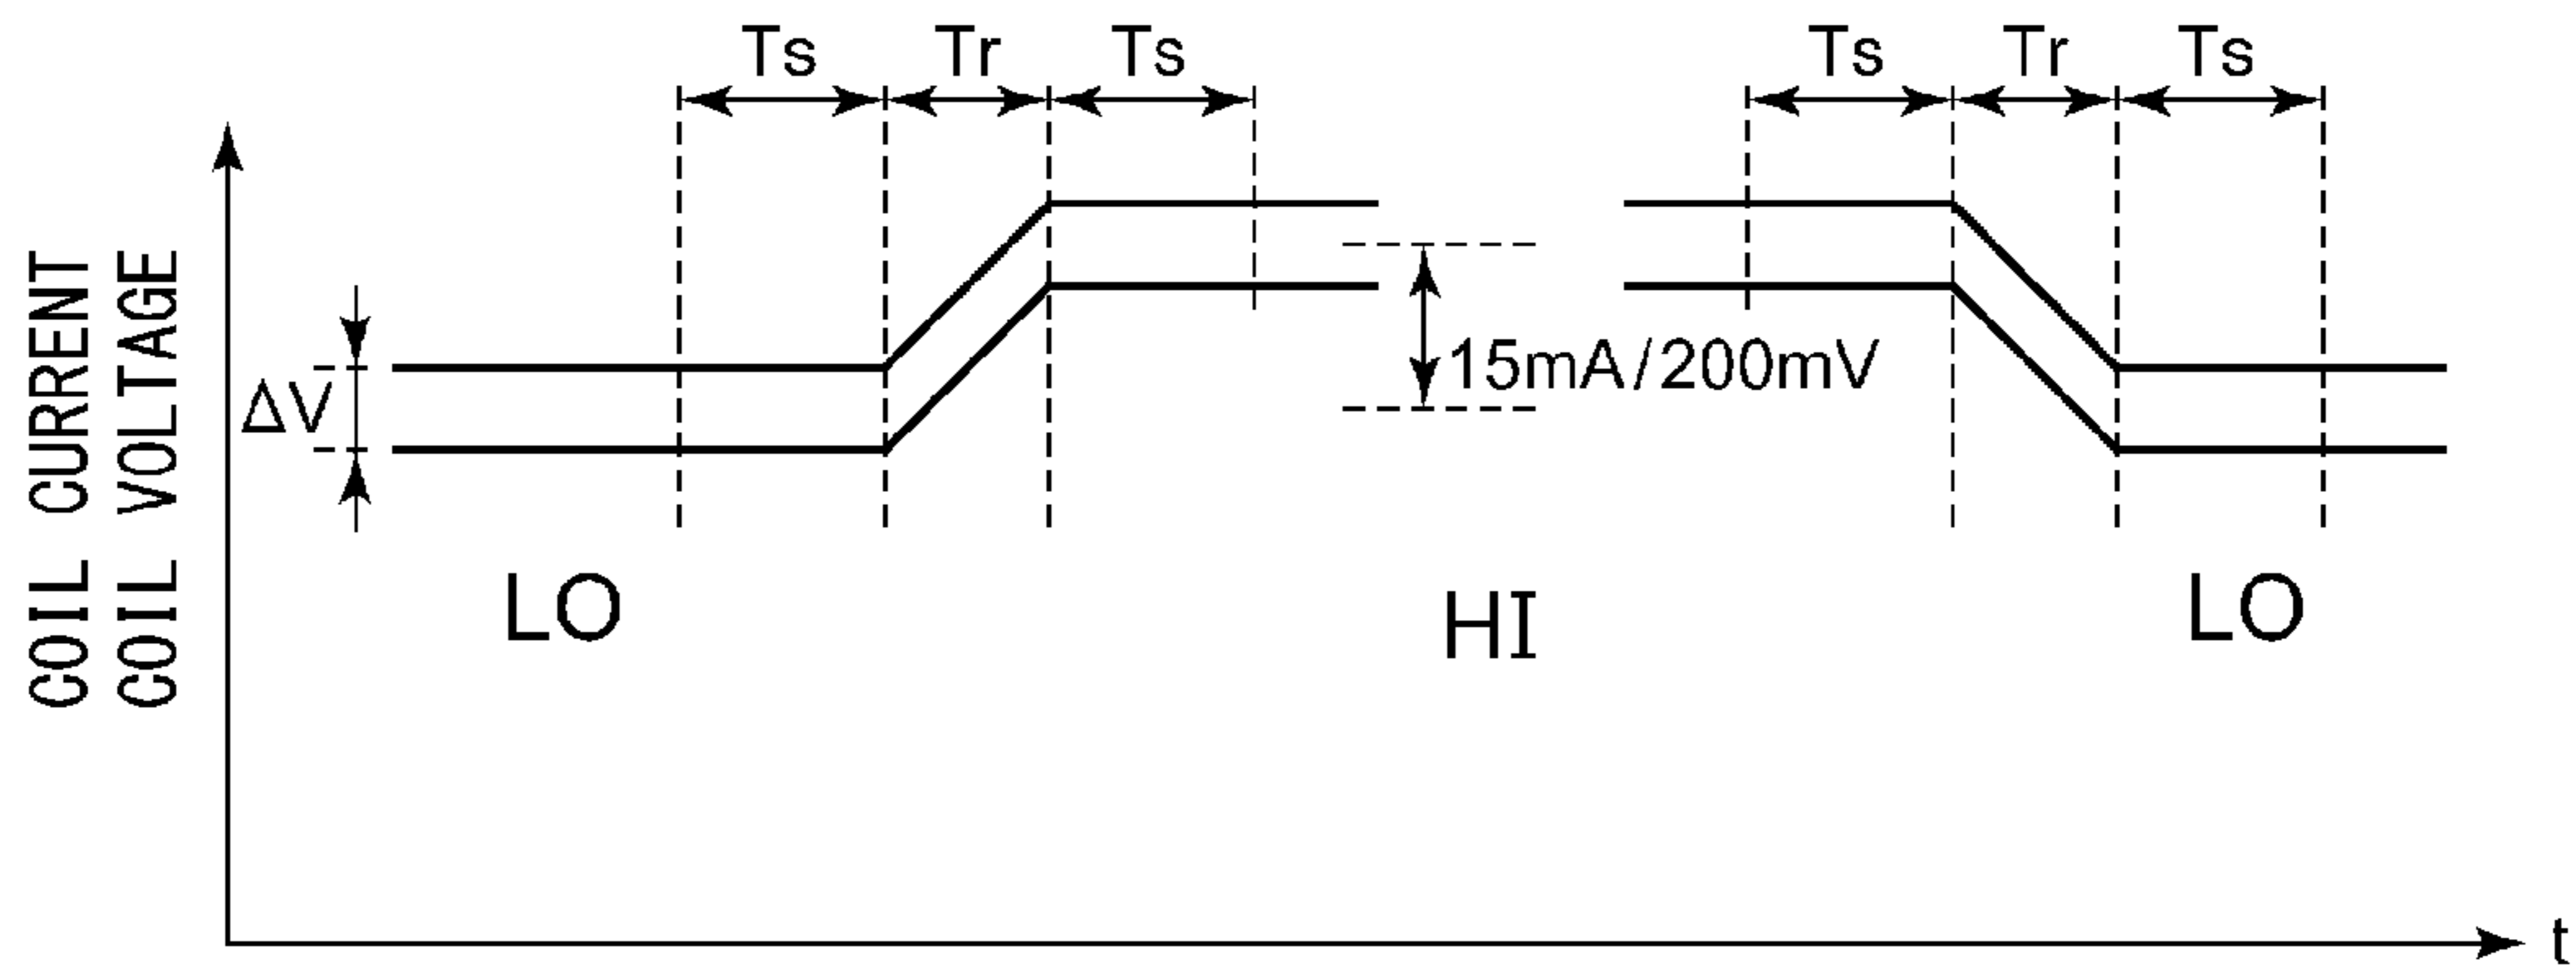 Ts Tr Ts Ts Tr Ts
COIL CURRENT
COIL VOLTAGE
ΔV
15mA/200mV
LO
HI
LO
t